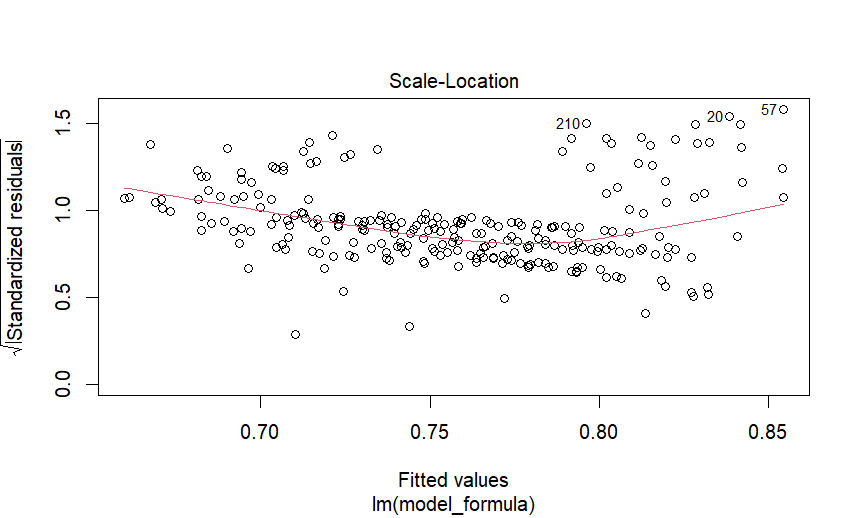 Scale-Location
√|Standardized residuals|
1.5
1.0
0.5
0.0
210
20
57
0.70 0.75 0.80 0.85
Fitted values
lm(model_formula)